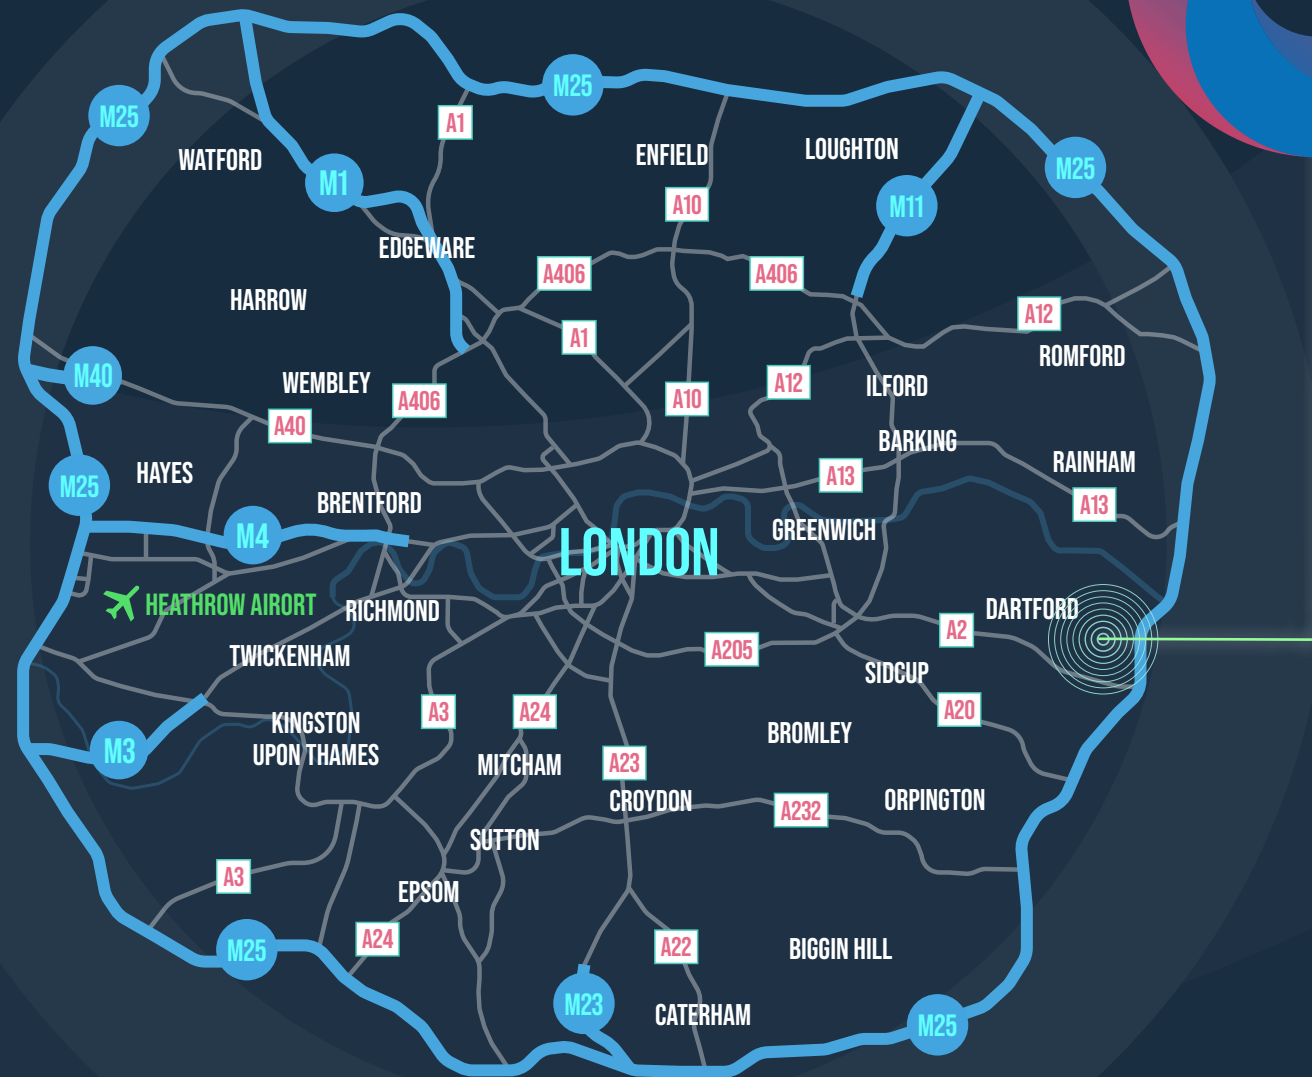 M25
M25
A1
ENFIELD
LOUGHTON
WATFORD
M25
M1
A10
M11
EDGEWARE
A406
A406
HARROW
A12
A1
ROMFORD
M40
WEMBLEY
A406
A10
A12
ILFORD
A40
BARKING
RAINHAM
HAYES
A13
M25
BRENTFORD
A13
M4
GREENWICH
LONDON
HEATHROW AIRORT
RICHMOND
DARTFORD
A2
TWICKENHAM
A205
SIDCUP
A3
A24
A20
KINGSTON
UPON THAMES
M3
BROMLEY
MITCHAM
A23
CROYDON
A232
ORPINGTON
SUTTON
A3
EPSOM
A24
M25
A22
BIGGIN HILL
M23
CATERHAM
M25